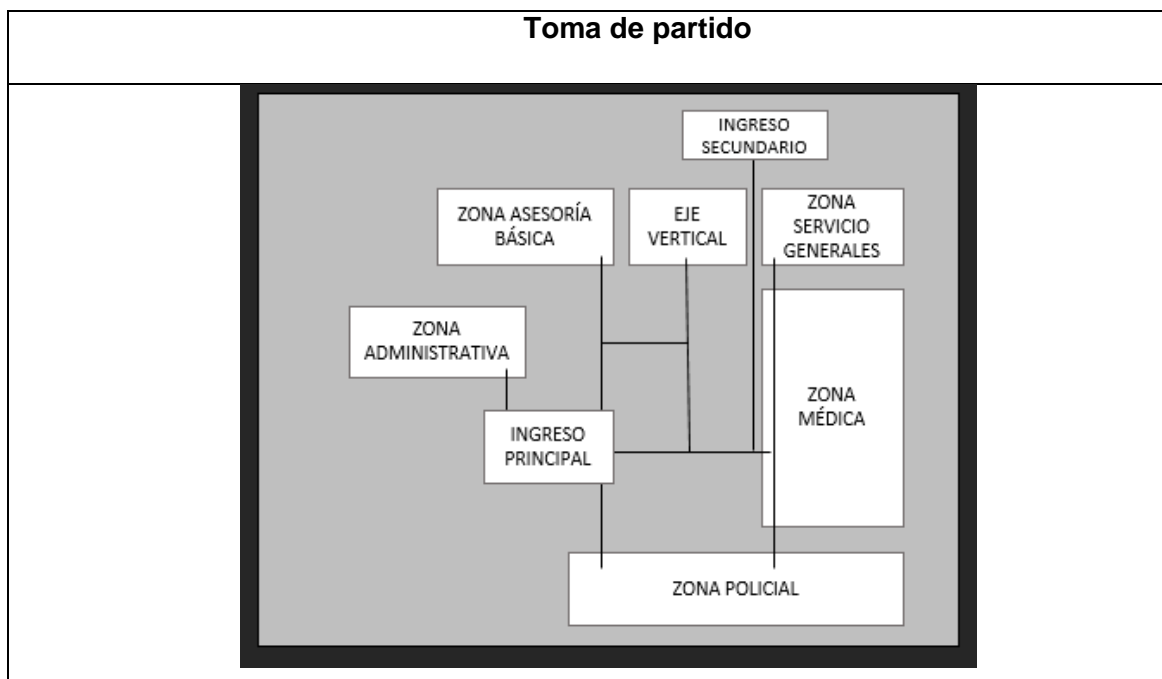 Toma de partido
INGRESO
SECUNDARIO
ZONA ASESORÍA
BÁSICA
EJE
VERTICAL
ZONA
SERVICIO
GENERALES
ZONA
ADMINISTRATIVA
ZONA
MÉDICA
INGRESO
PRINCIPAL
ZONA POLICIAL